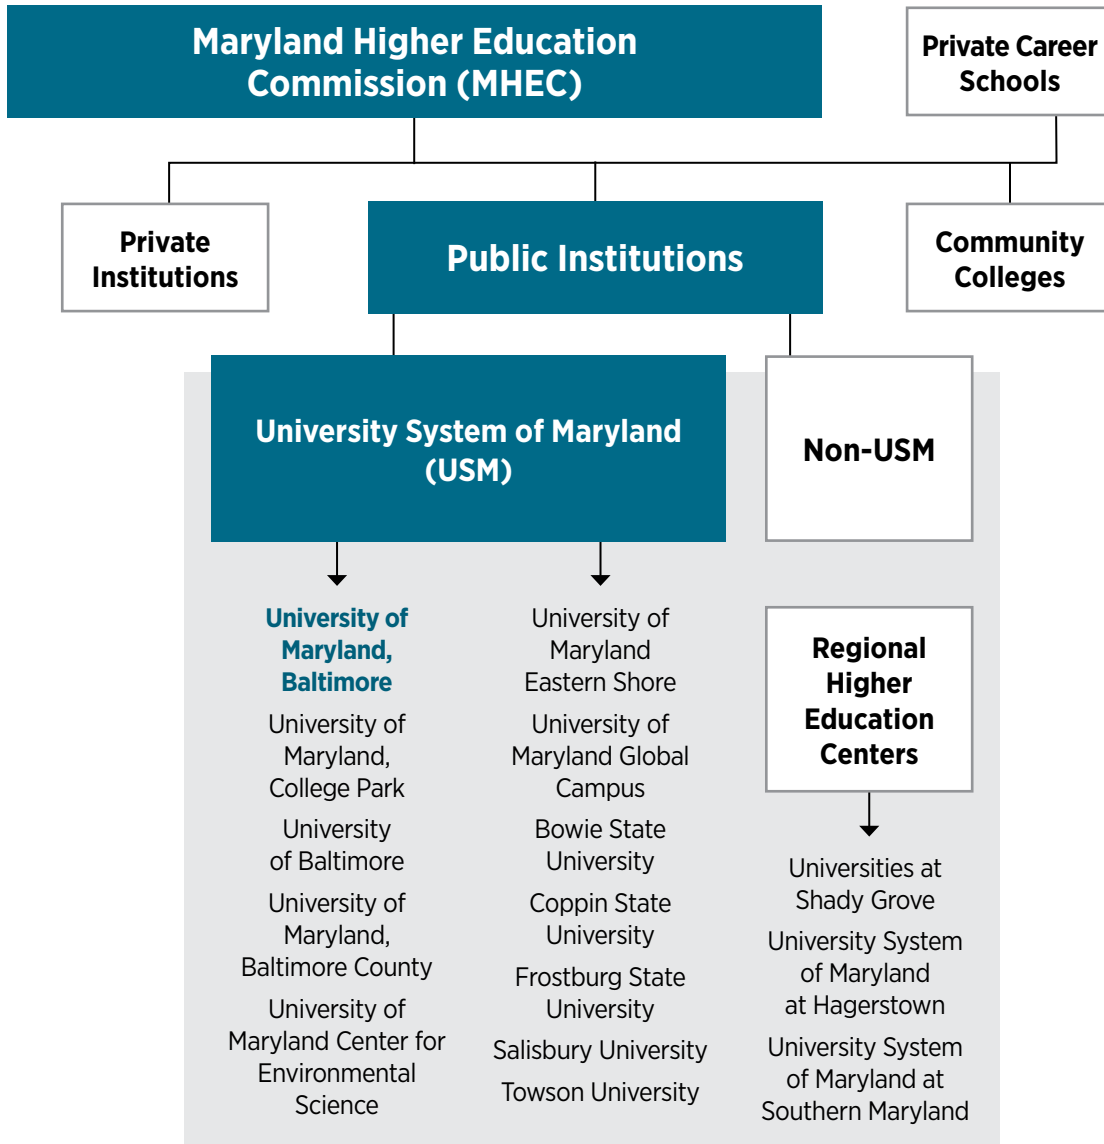 Maryland Higher Education
Commission (MHEC)
Private Career
Schools
Private
Institutions
Public Institutions
Community
Colleges
University System of Maryland
(USM)
Non-USM
University of
Maryland,
Baltimore
University of
Maryland,
College Park
University
of Baltimore
University of
Maryland,
Baltimore County
University of
Maryland Center for
Environmental
Science
University of
Maryland
Eastern Shore
University of
Maryland Global
Campus
Bowie State
University
Coppin State
University
Frostburg State
University
Salisbury University
Towson University
Regional
Higher
Education
Centers
Universities at
Shady Grove
University System
of Maryland
at Hagerstown
University System
of Maryland at
Southern Maryland